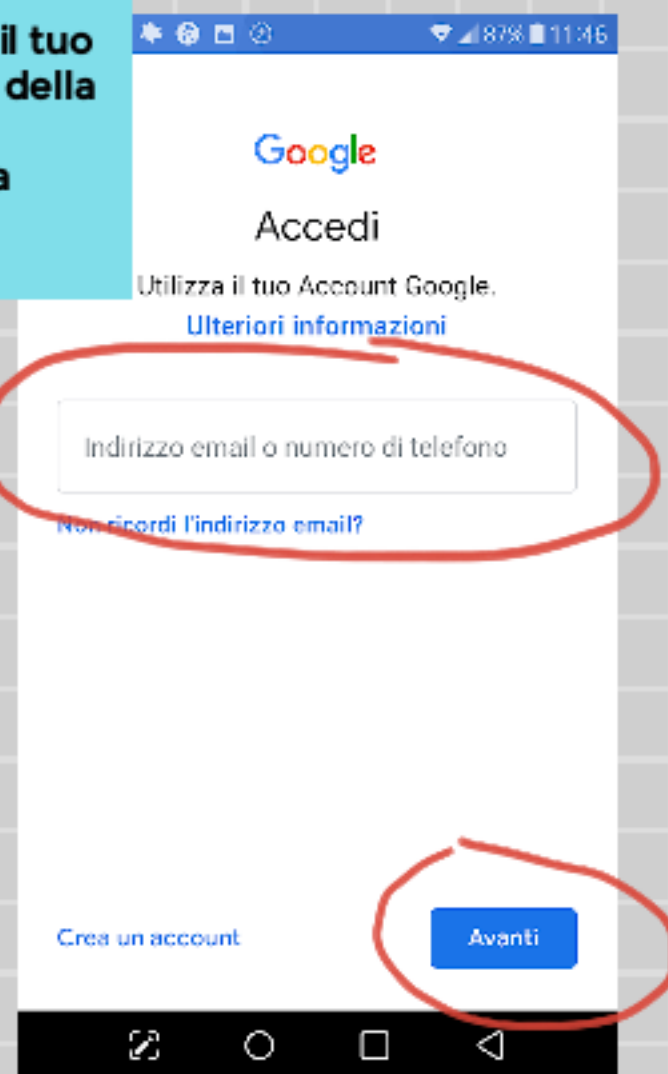 il tuo
della
a
87% 11:46
Google
Accedi
Utilizza il tuo Account Google.
Ulteriori informazioni
Indirizzo email o numero di telefono
Non ricordi l'indirizzo email?
Crea un account
Avanti